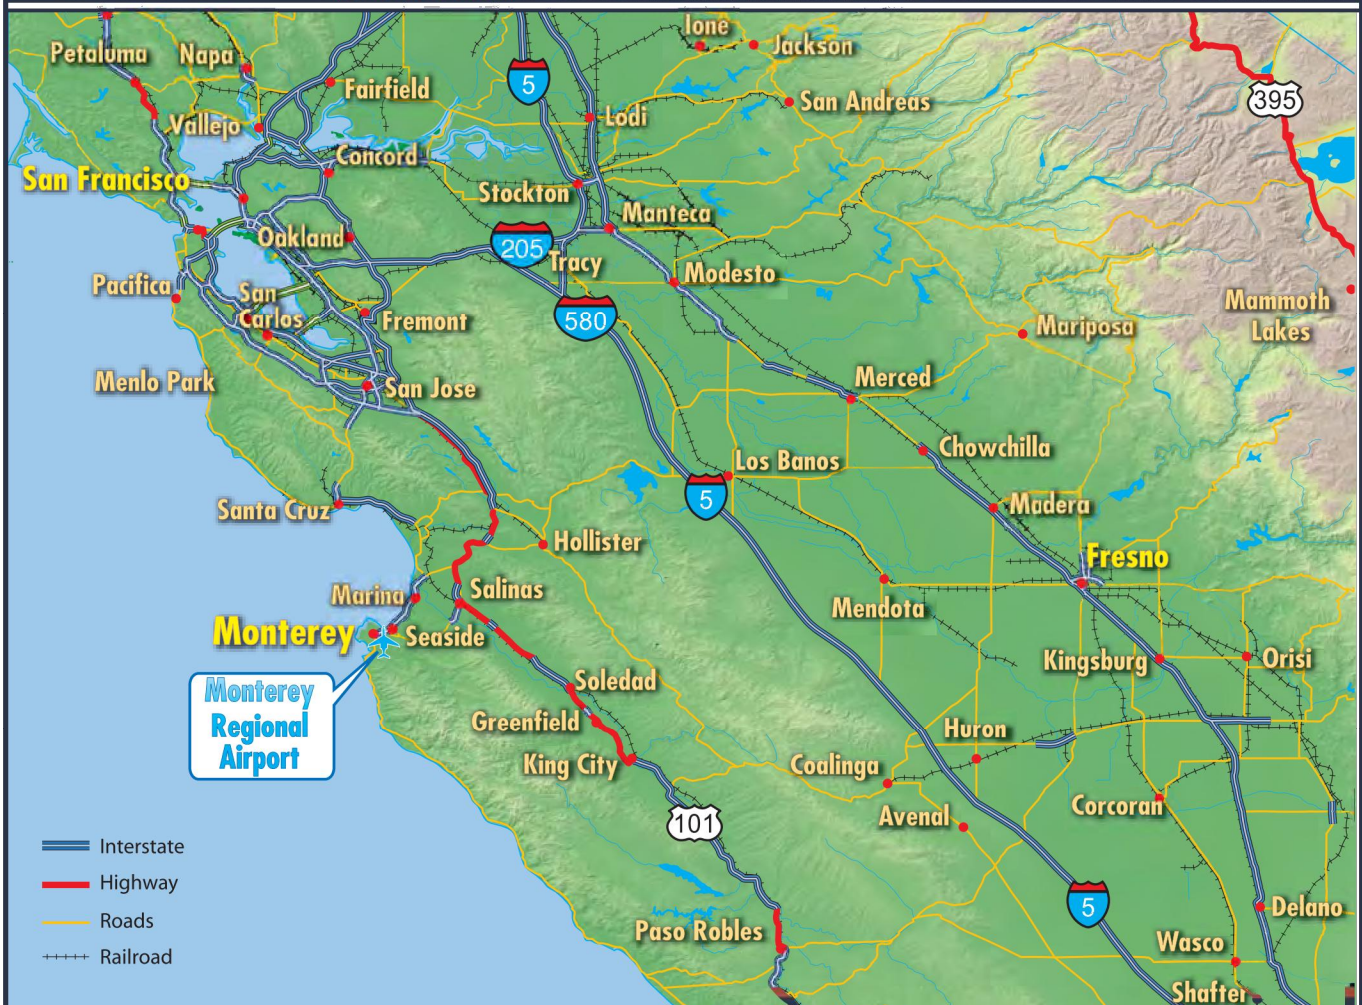 Ione
Jackson
Petaluma
Napa
Fairfield
5
San Andreas
395
Lodi
Vallejo
Concord
San Francisco
Stockton
Manteca
Oakland
205
Tracy
Modesto
Pacifica
San
Carlos
Fremont
580
Mammoth
Lakes
Mariposa
Menlo Park
San Jose
Merced
Chowchilla
Los Banos
5
Madera
Santa Cruz
Hollister
Fresno
Marina
Salinas
Mendota
Monterey
Seaside
Kingsburg
Orisi
Monterey
Regional
Airport
Soledad
Greenfield
Huron
King City
Coalinga
Avenal
Corcoran
101
Interstate
Highway
Roads
Railroad
5
Delano
Paso Robles
Wasco
Shafter